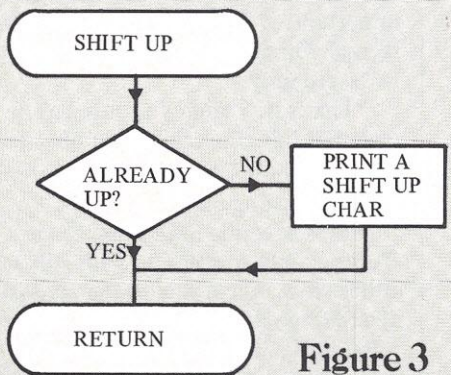 SHIFT UP
ALREADY
UP?
NO
PRINT A
SHIFT UP
CHAR
YES
RETURN
Figure 3